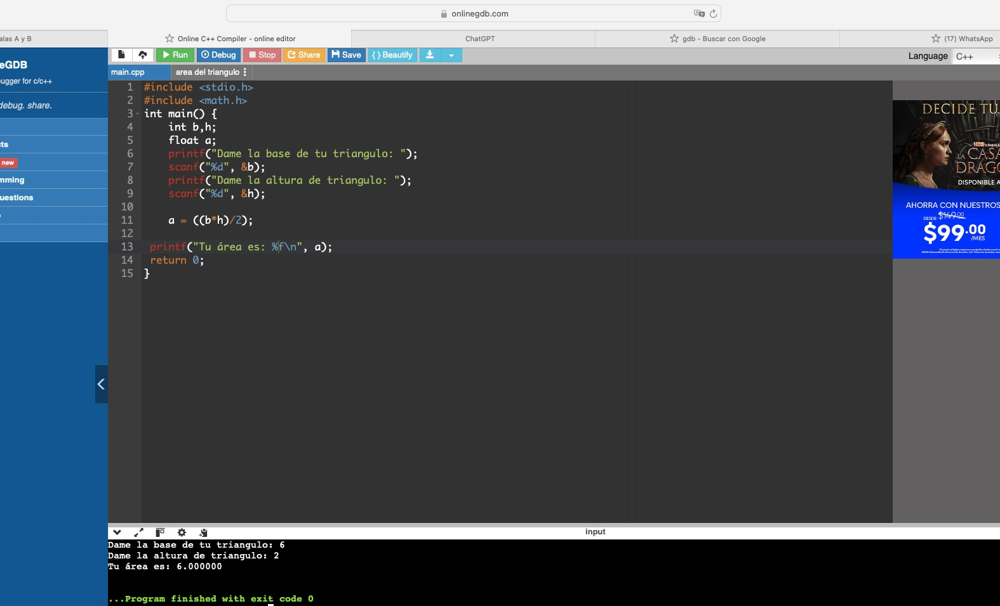 onlinegdb.com
alas A y B
Online C++ Compiler - online editor
ChatGPT
gdb - Buscar con Google
(17) WhatsApp
eGDB
ugger for c/c++
debug. share.
cts
new
mming
uestions
Run
Debug
Stop
Share
Save
{ } Beautify
Language C++
main.cpp
area del triangulo
1 #include <stdio.h>
2 #include <math.h>
3 int main() {
4 int b,h;
5 float a;
6 printf("Dame la base de tu triangulo: ");
7 scanf("%d", &b);
8 printf("Dame la altura de triangulo: ");
9 scanf("%d", &h);
10
11 a = ((b*h)/2);
12
13 printf("Tu área es: %f\n", a);
14 return 0;
15 }
DECIDE TU
HBO
LA CASA
DRAGO
DISPONIBLE A
AHORRA CON NUESTROS
DESDE $149.00
$99.00
/MES
input
Dame la base de tu triangulo: 6
Dame la altura de triangulo: 2
Tu área es: 6.000000
...Program finished with exit code 0